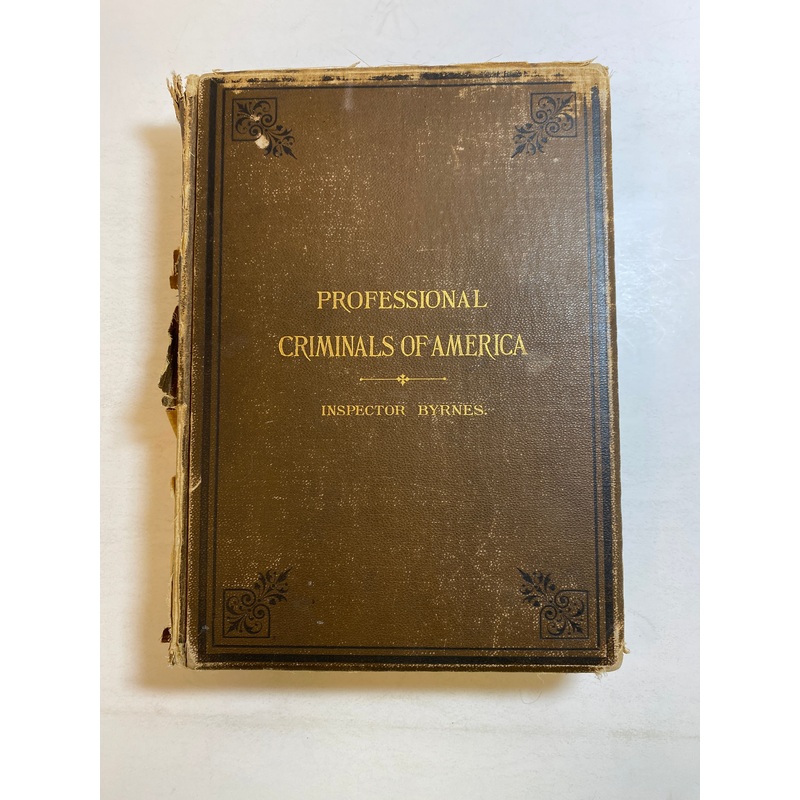 PROFESSIONAL
CRIMINALS OF AMERICA
INSPECTOR BYRNES.